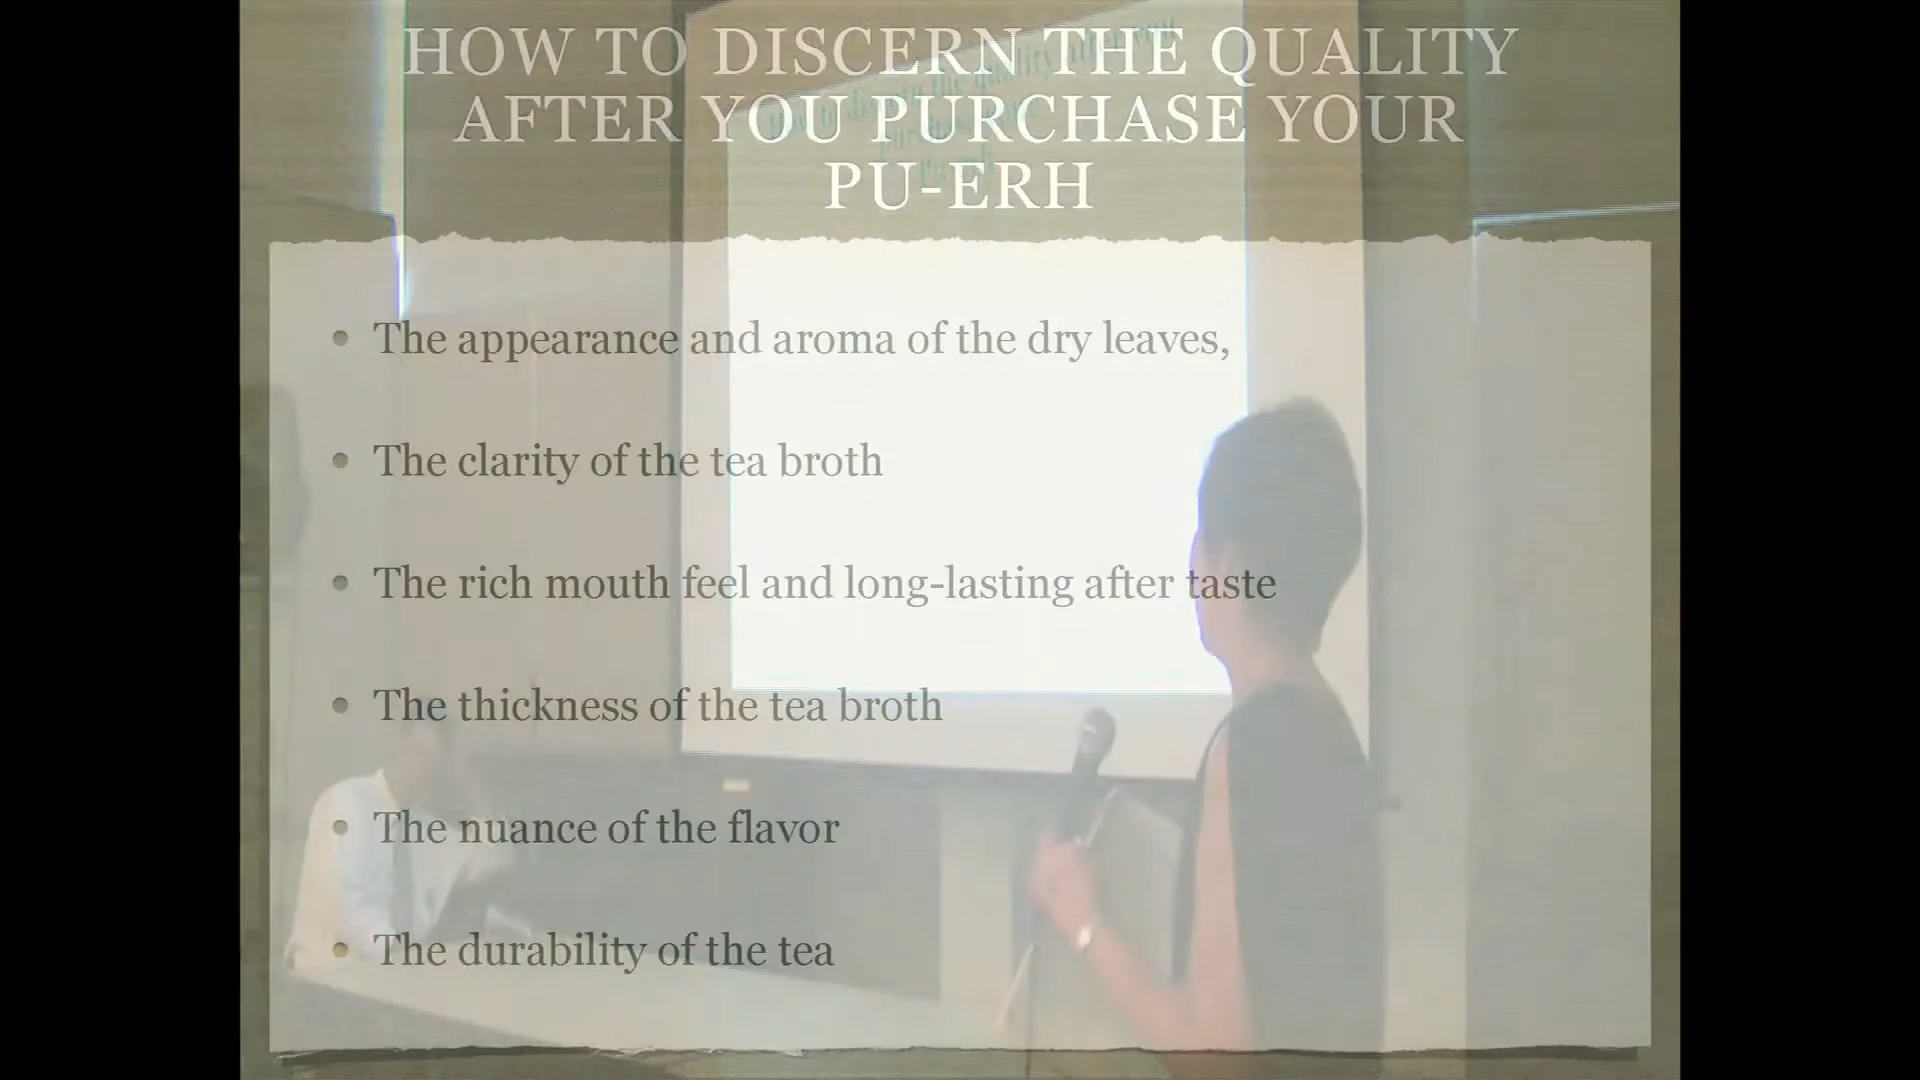 HOW TO DISCERN THE QUALITY
AFTER YOU PURCHASE YOUR
PU-ERH
• The appearance and aroma of the dry leaves,
• The clarity of the tea broth
• The rich mouth feel and long-lasting after taste
• The thickness of the tea broth
• The nuance of the flavor
• The durability of the tea